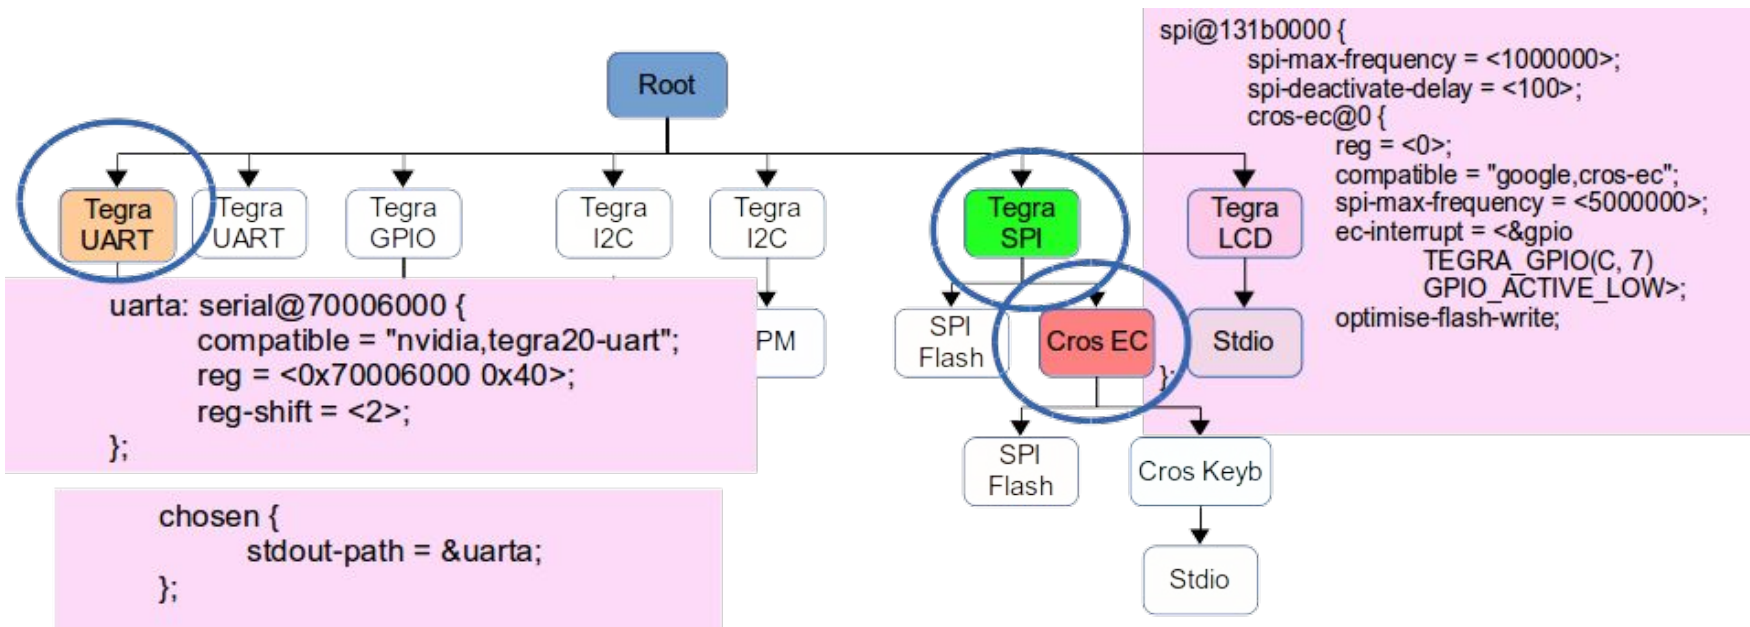 Root
Tegra
UART
Tegra
UART
Tegra
GPIO
Tegra
I2C
Tegra
I2C
Tegra
SPI
Tegra
LCD
PM
SPI
Flash
Cros EC
Stdio
SPI
Flash
Cros Keyb
Stdio
uarta: serial@70006000 {
compatible = "nvidia,tegra20-uart";
reg = <0x70006000 0x40>;
reg-shift = <2>;
};
chosen {
stdout-path = &uarta;
};
spi@131b0000 {
spi-max-frequency = <1000000>;
spi-deactivate-delay = <100>;
cros-ec@0 {
reg = <0>;
compatible = "google,cros-ec";
spi-max-frequency = <5000000>;
ec-interrupt = <&gpio
TEGRA_GPIO(C, 7)
GPIO_ACTIVE_LOW>;
optimise-flash-write;
};